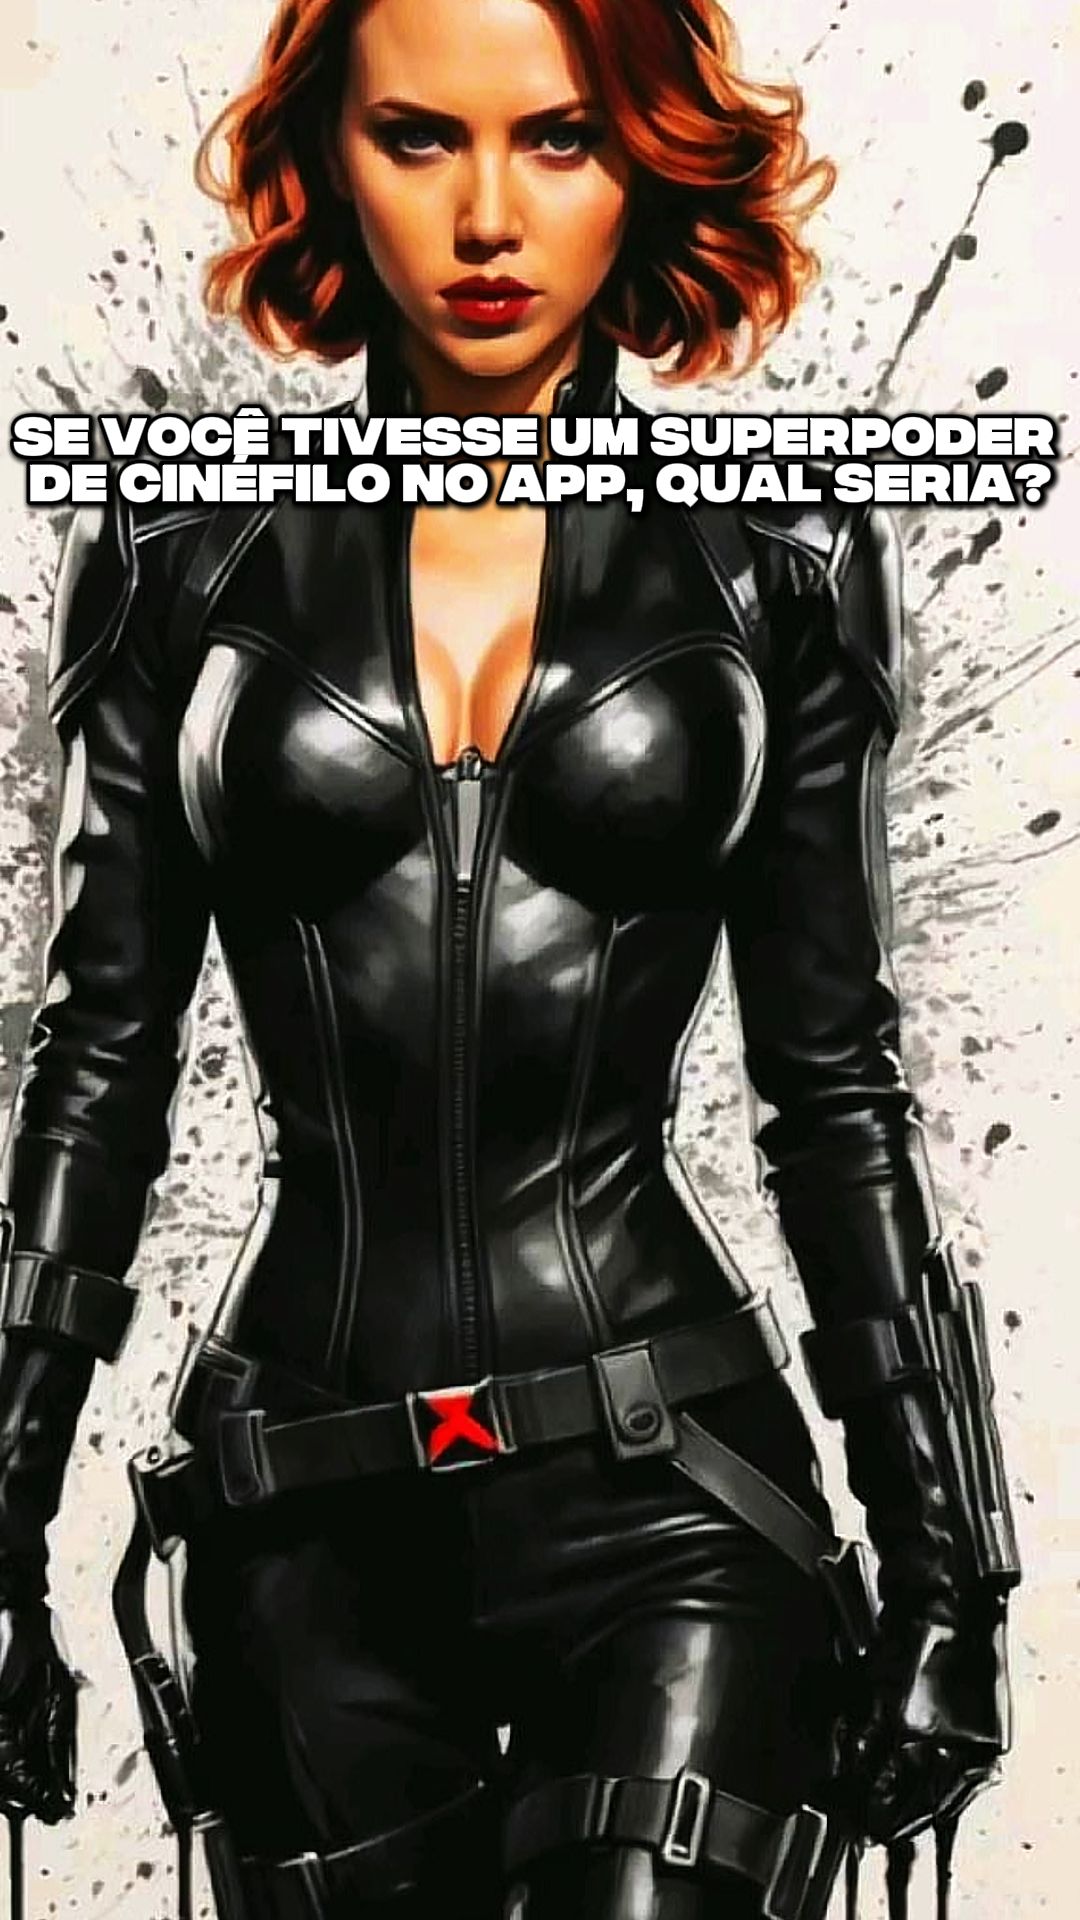 SE VOCÊ TIVESSE UM SUPERPODER
DE CINÉFILO NO APP, QUAL SERIA?